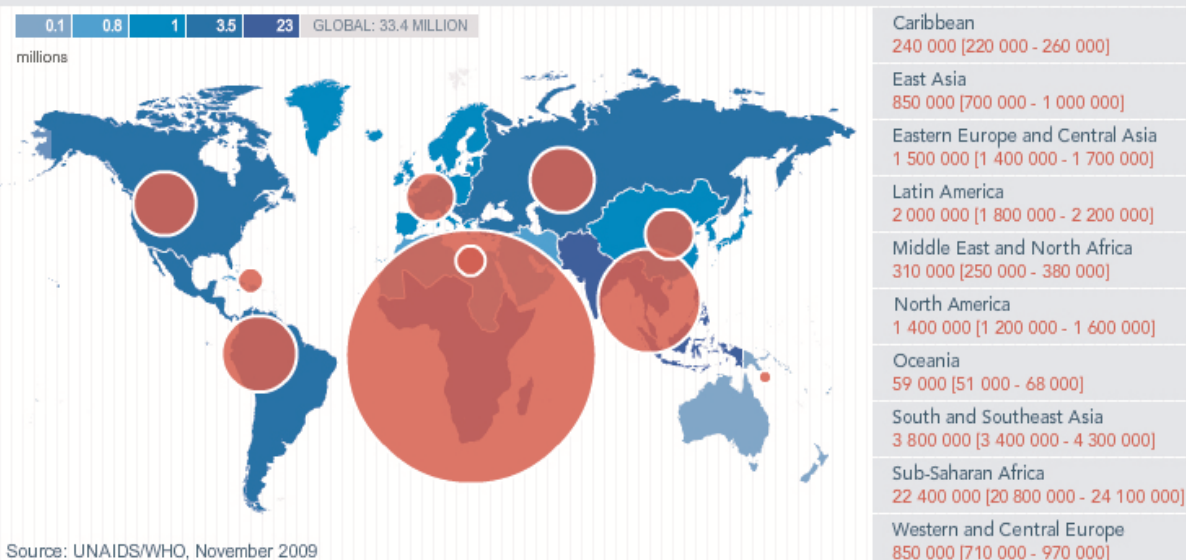 0.1 0.8 1 3.5 23 GLOBAL: 33.4 MILLION
millions
Caribbean
240 000 [220 000 - 260 000]
East Asia
850 000 [700 000 - 1 000 000]
Eastern Europe and Central Asia
1 500 000 [1 400 000 - 1 700 000]
Latin America
2 000 000 [1 800 000 - 2 200 000]
Middle East and North Africa
310 000 [250 000 - 380 000]
North America
1 400 000 [1 200 000 - 1 600 000]
Oceania
59 000 [51 000 - 68 000]
South and Southeast Asia
3 800 000 [3 400 000 - 4 300 000]
Sub-Saharan Africa
22 400 000 [20 800 000 - 24 100 000]
Western and Central Europe
850 000 [710 000 - 970 000]
Source: UNAIDS/WHO, November 2009